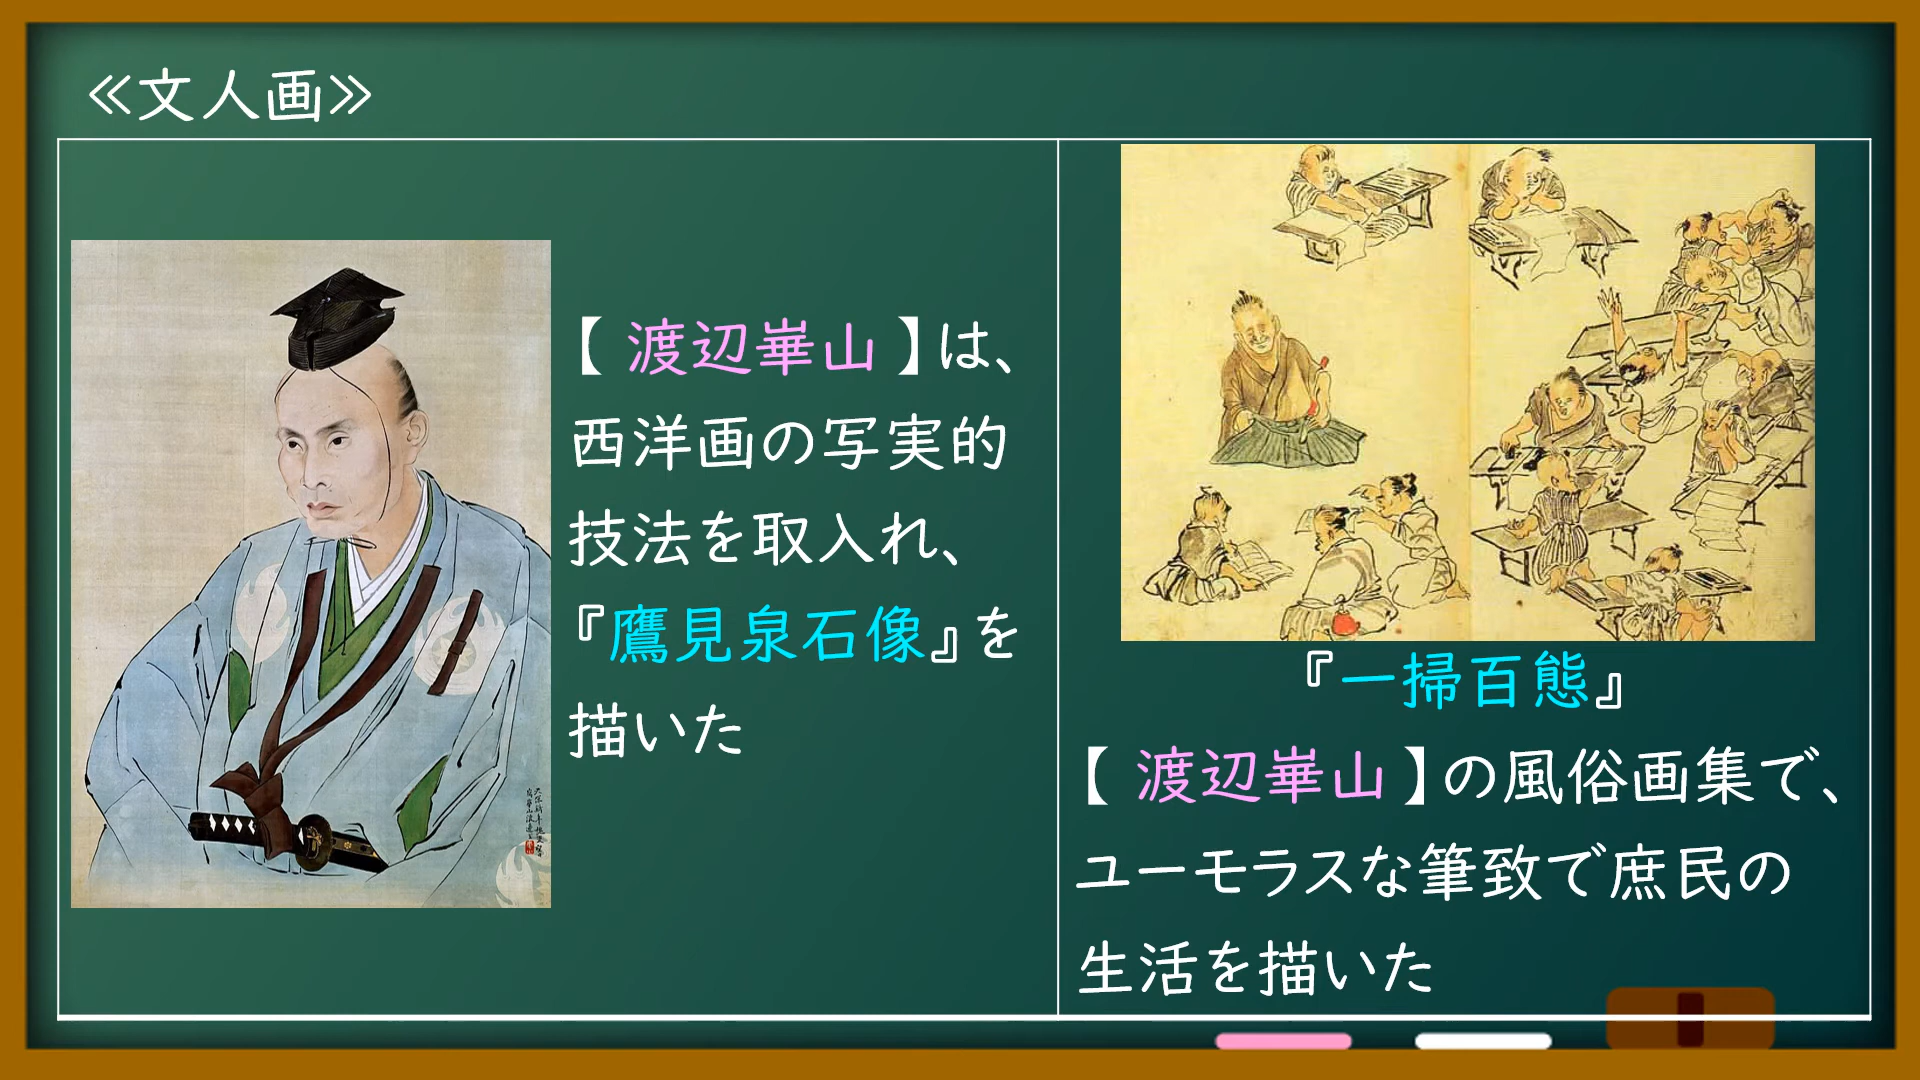 ≪文人画≫
【 渡辺崋山 】は、
西洋画の写実的
技法を取入れ、
『鷹見泉石像』を
描いた
『一掃百態』
【 渡辺崋山 】の風俗画集で、
ユーモラスな筆致で庶民の
生活を描いた